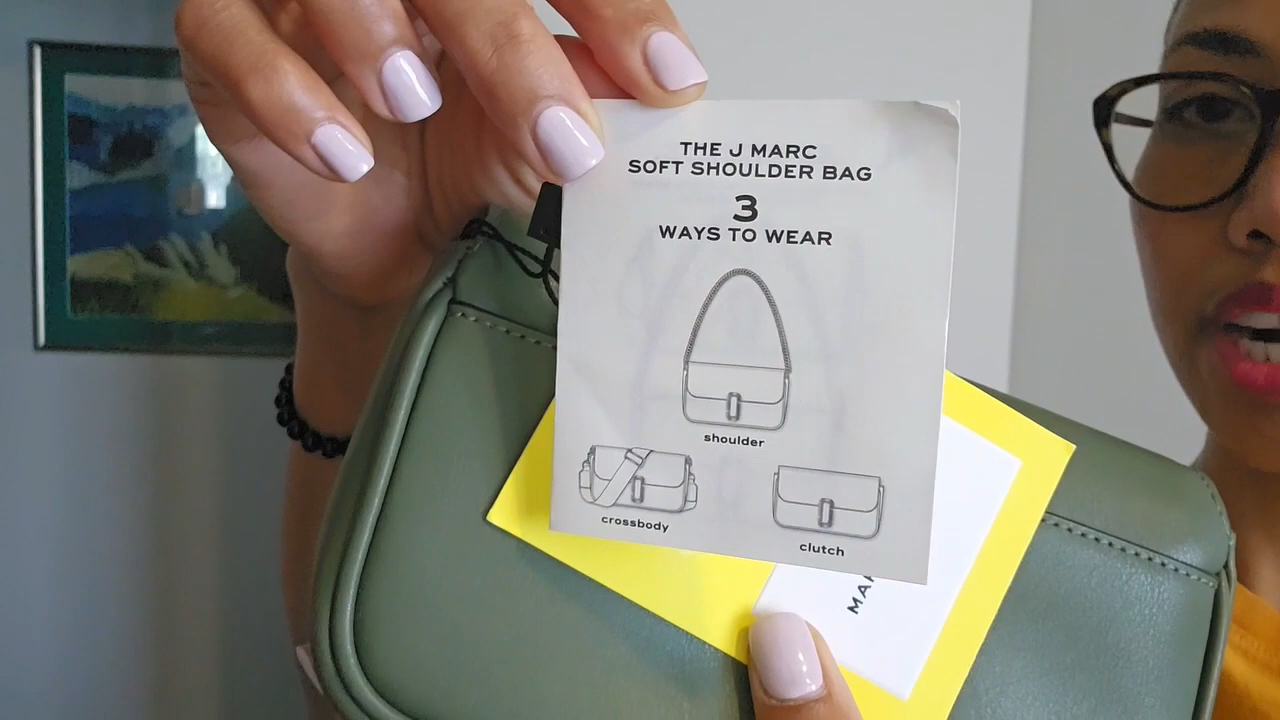 THE J MARC
SOFT SHOULDER BAG
3
WAYS TO WEAR
shoulder
crossbody
clutch